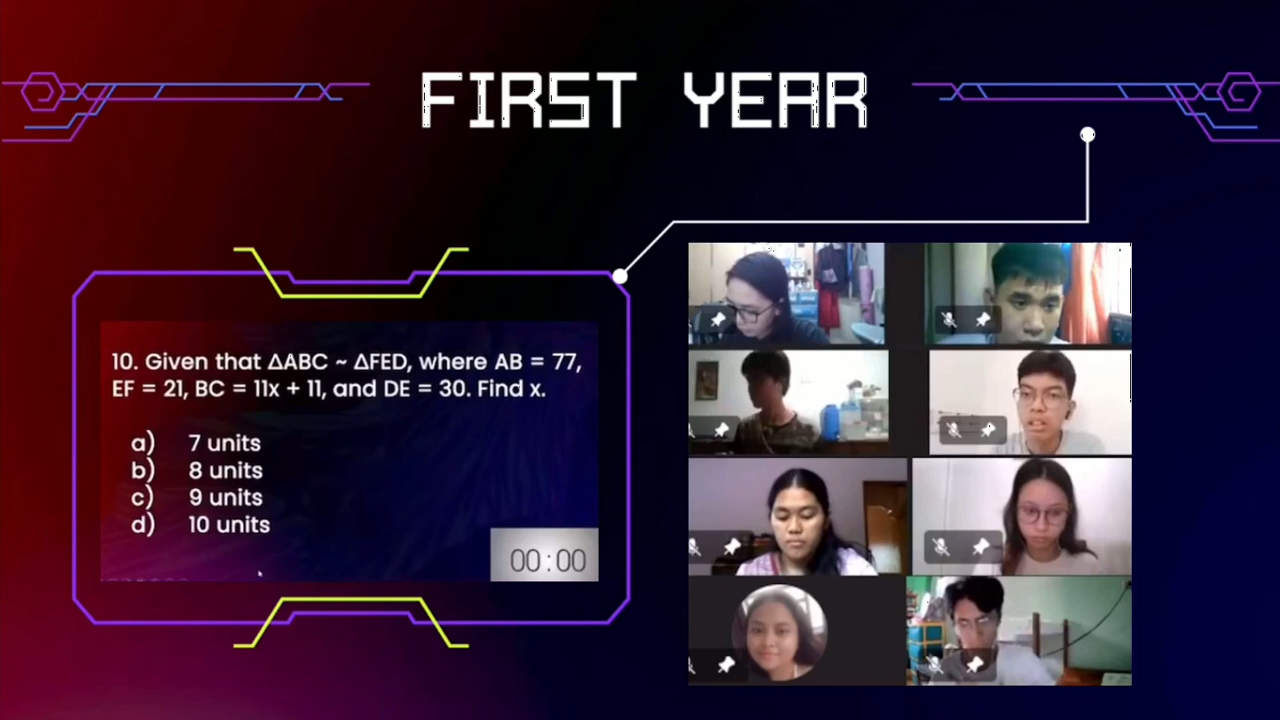 FIRST YEAR
10. Given that ΔABC ~ ΔFED, where AB = 77,
EF = 21, BC = 11x + 11, and DE = 30. Find x.
a) 7 units
b) 8 units
c) 9 units
d) 10 units
00:00